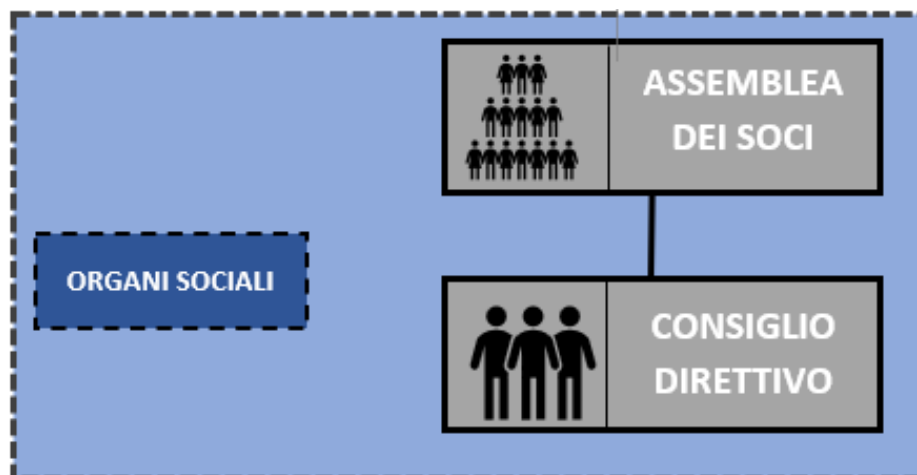 ASSEMBLEA
DEI SOCI
ORGANI SOCIALI
CONSIGLIO
DIRETTIVO